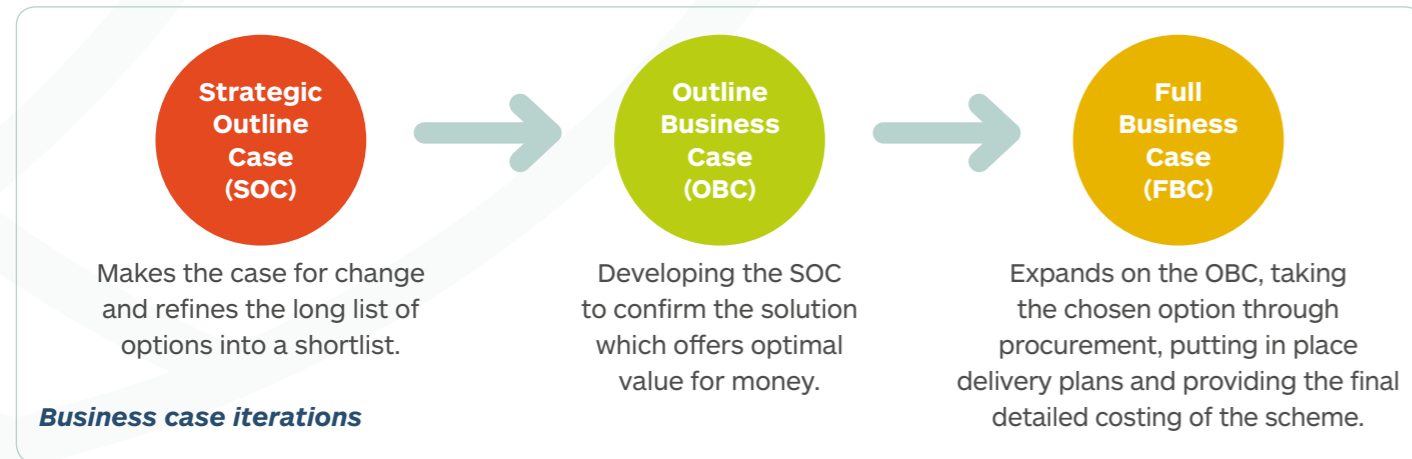 Strategic
Outline
Case
(SOC)
Makes the case for change
and refines the long list of
options into a shortlist.
Outline
Business
Case
(OBC)
Developing the SOC
to confirm the solution
which offers optimal
value for money.
Full
Business
Case
(FBC)
Expands on the OBC, taking
the chosen option through
procurement, putting in place
delivery plans and providing the final
detailed costing of the scheme.
Business case iterations